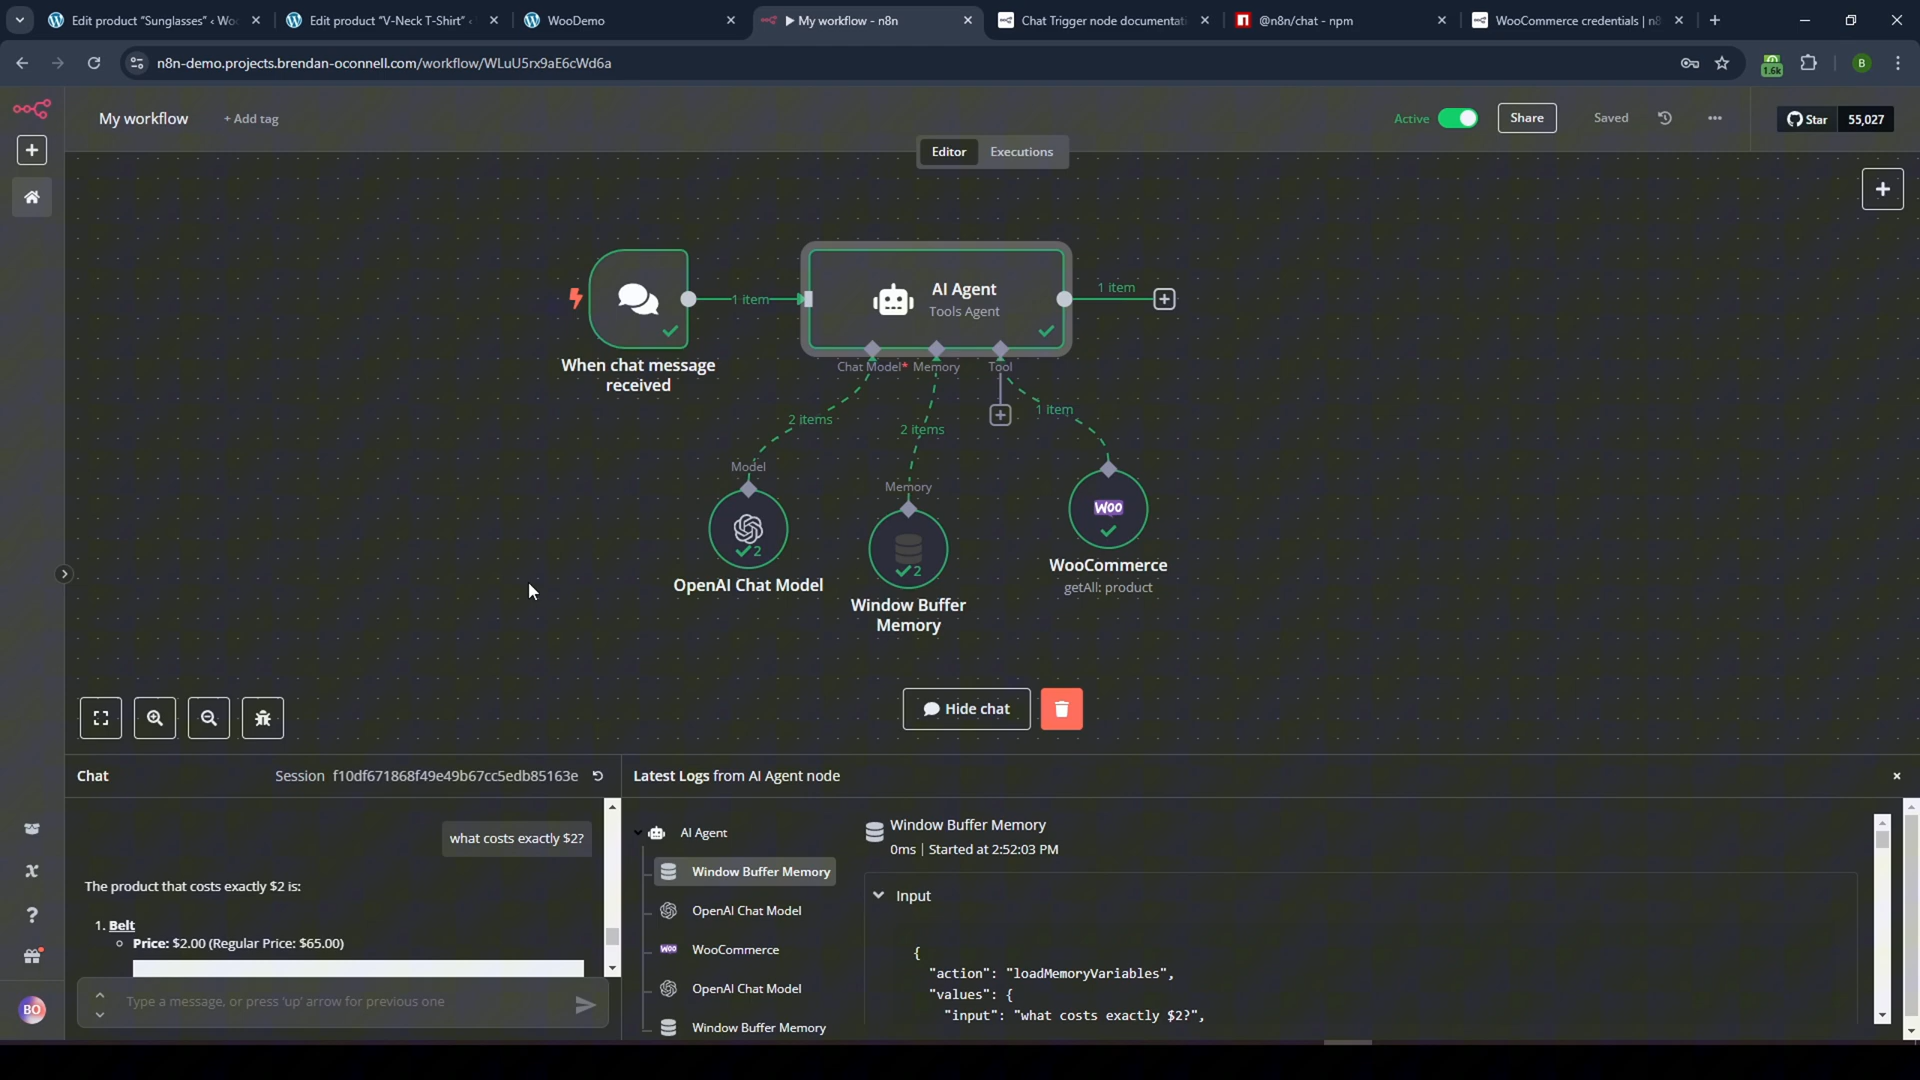 Edit product “Sunglasses” ‹ Wo
Edit product “V-Neck T-Shirt” ‹
WooDemo
▶ My workflow - n8n
Chat Trigger node documentat
@n8n/chat - npm
WooCommerce credentials | n8
n8n-demo.projects.brendan-oconnell.com/workflow/WLuU5rx9aE6cWd6a
1.6k
B
My workflow
+ Add tag
Active
Share
Saved
Star
55,027
Editor
Executions
1 item
AI Agent
Tools Agent
1 item
When chat message
received
Chat Model*
Memory
Tool
2 items
2 items
1 item
Model
Memory
2
2
WOO
OpenAI Chat Model
Window Buffer
Memory
WooCommerce
getAll: product
Hide chat
Chat
Session f10df671868f49e49b67cc5edb85163e
what costs exactly $2?
The product that costs exactly $2 is:
1. Belt
Price: $2.00 (Regular Price: $65.00)
Type a message, or press ‘up’ arrow for previous one
BO
Latest Logs from AI Agent node
AI Agent
Window Buffer Memory
OpenAI Chat Model
WOO WooCommerce
OpenAI Chat Model
Window Buffer Memory
Window Buffer Memory
0ms | Started at 2:52:03 PM
Input
{
"action": "loadMemoryVariables",
"values": {
"input": "what costs exactly $2?",